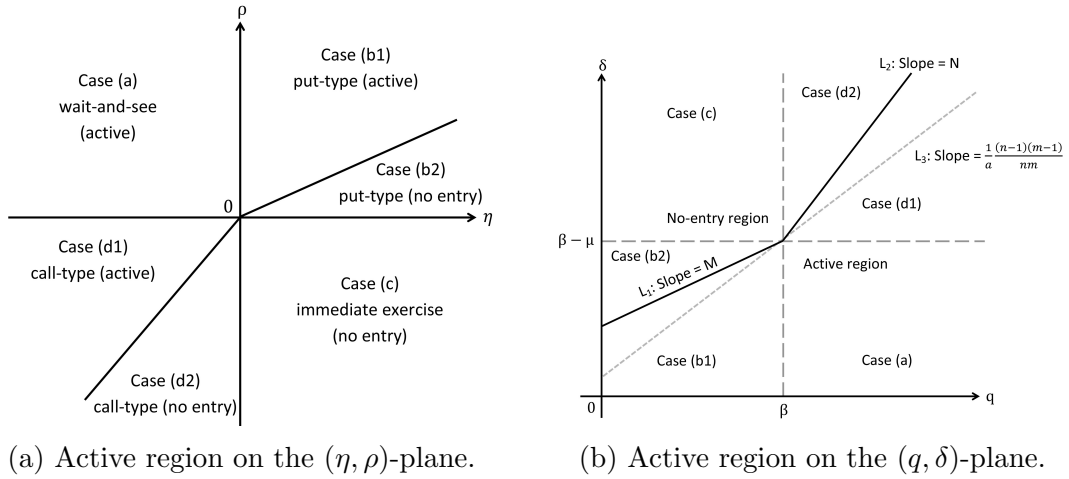 ρ
Case (a)
wait-and-see
(active)
Case (b1)
put-type (active)
Case (b2)
put-type (no entry)
0
η
Case (d1)
call-type (active)
Case (c)
immediate exercise
(no entry)
Case (d2)
call-type (no entry)
(a) Active region on the (η, ρ)-plane.
δ
L₂: Slope = N
Case (d2)
Case (c)
L₃: Slope = \frac{1}{a} \frac{(n−1)(m−1)}{nm}
Case (d1)
No-entry region
β − μ
Case (b2)
Active region
L₁: Slope = M
Case (b1)
Case (a)
0
β
q
(b) Active region on the (q, δ)-plane.